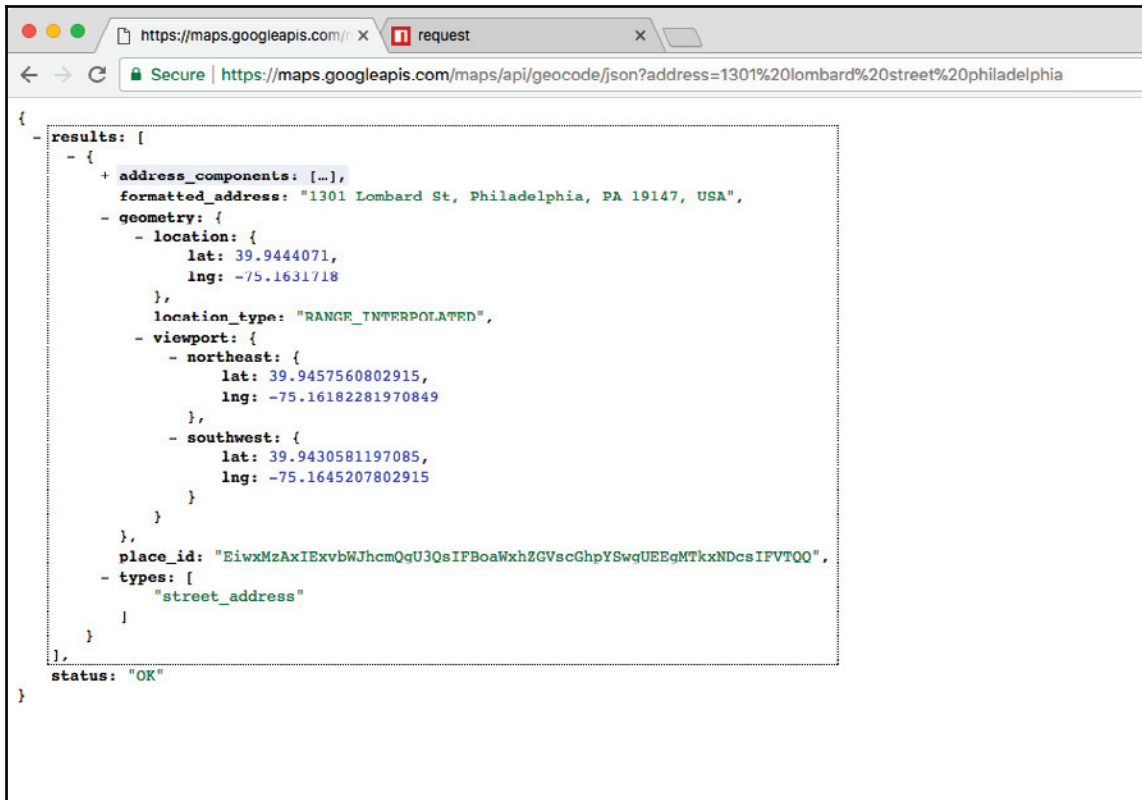 https://maps.googleapis.com/
request
Secure | https://maps.googleapis.com/maps/api/geocode/json?address=1301%20lombard%20street%20philadelphia
{
- results: [
- {
+ address_components: […],
formatted_address: "1301 Lombard St, Philadelphia, PA 19147, USA",
- geometry: {
- location: {
lat: 39.9444071,
lng: -75.1631718
},
location_type: "RANGE_INTERPOLATED",
- viewport: {
- northeast: {
lat: 39.9457560802915,
lng: -75.16182281970849
},
- southwest: {
lat: 39.9430581197085,
lng: -75.1645207802915
}
}
},
place_id: "EiwxMzAxIExvbWJhcmQgU3QsIFBoaWxhZGVscGhpYSwgUEEgMTkxNDcsIFVTQQ",
- types: [
"street_address"
]
}
],
status: "OK"
}